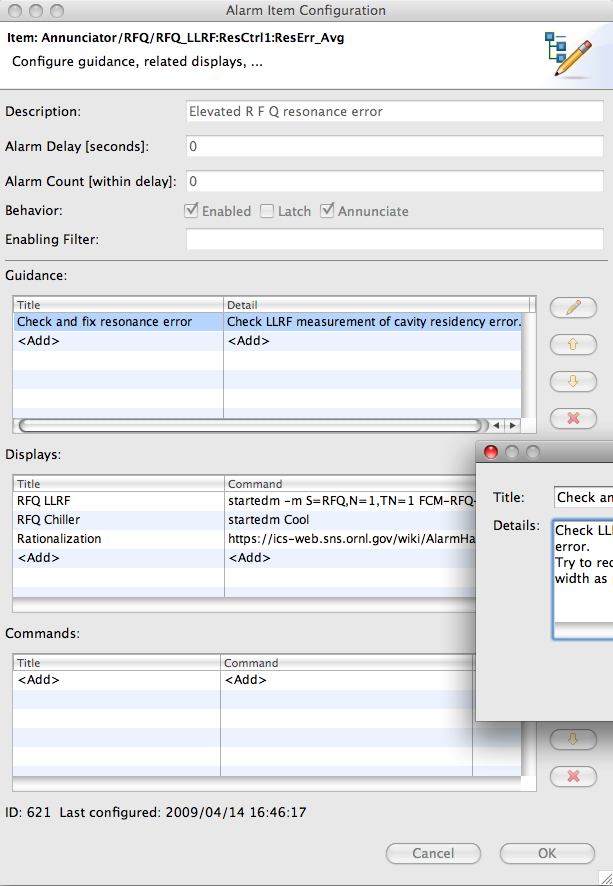 Alarm Item Configuration
Item: Annunciator/RFQ/RFQ_LLRF:ResCtrl1:ResErr_Avg
Configure guidance, related displays, ...
Description: Elevated R F Q resonance error
Alarm Delay [seconds]: 0
Alarm Count [within delay]: 0
Behavior: Enabled Latch Annunciate
Enabling Filter:
Guidance:
Title Detail
Check and fix resonance error Check LLRF measurement of cavity residency error.
<Add> <Add>
Displays:
Title Command
RFQ LLRF startedm -m S=RFQ,N=1,TN=1 FCM-RFQ-
RFQ Chiller startedm Cool
Rationalization https://ics-web.sns.ornl.gov/wiki/AlarmHa
<Add> <Add>
Title: Check an
Details: Check LL
error.
Try to rec
width as
Commands:
Title Command
<Add> <Add>
ID: 621 Last configured: 2009/04/14 16:46:17
Cancel OK